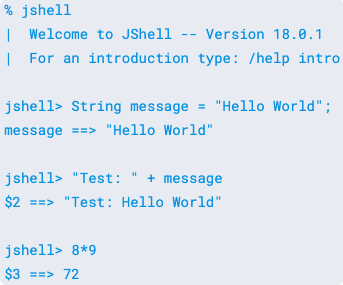 % jshell
|  Welcome to JShell -- Version 18.0.1
|  For an introduction type: /help intro
jshell> String message = "Hello World";
message ==> "Hello World"
jshell> "Test: " + message
$2 ==> "Test: Hello World"
jshell> 8*9
$3 ==> 72